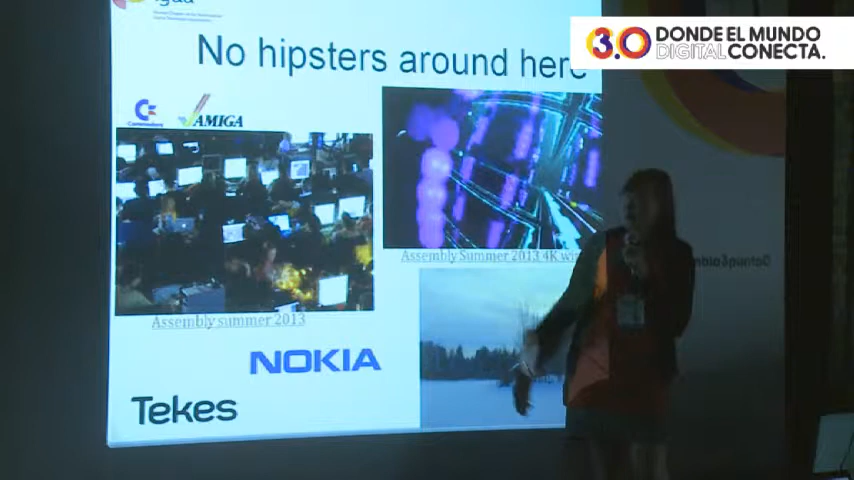 igda
No hipsters around here
3.0 DONDE EL MUNDO
DIGITAL CONECTA.
Commodore
AMIGA
Assembly Summer 2013 4K wi
Assembly summer 2013
NOKIA
Tekes